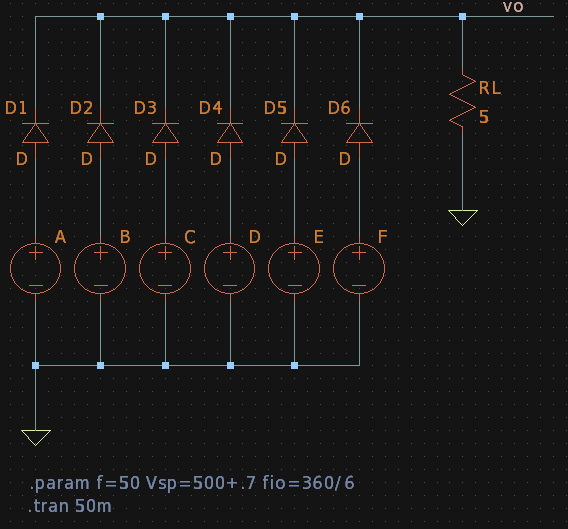 VO
D1 D2 D3 D4 D5 D6 RL
5
D D D D D D
A B C D E F
+ + + + + +
− − − − − −
.param f=50 Vsp=500+.7 fio=360/6
.tran 50m